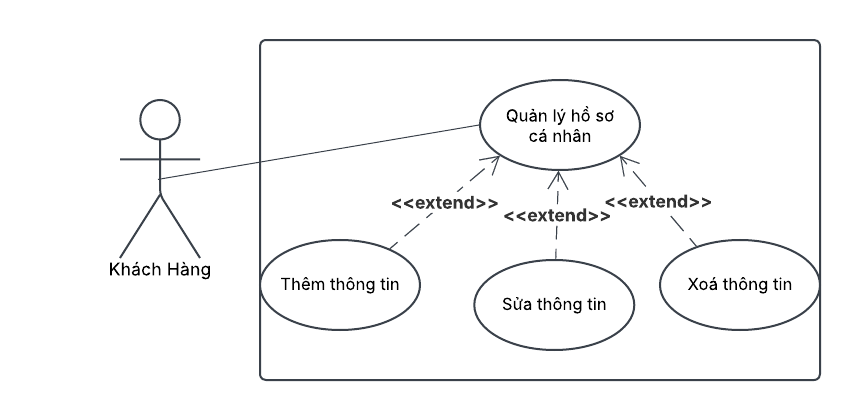 Quản lý hồ sơ
cá nhân
<<extend>>
<<extend>>
<<extend>>
Khách Hàng
Thêm thông tin
Sửa thông tin
Xoá thông tin